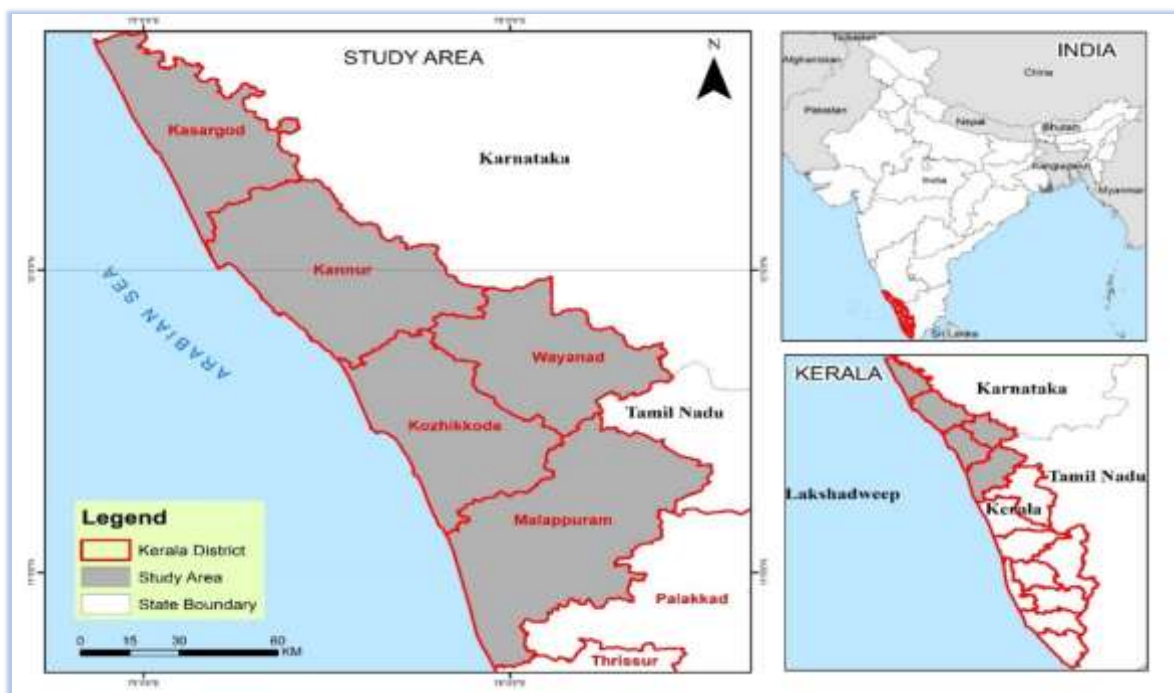 STUDY AREA
N
Kasargod
Karnataka
Kannur
ARABIAN SEA
Wayanad
Tamil Nadu
Kozhikkode
Malappuram
Palakkad
Thrissur
Legend
Kerala District
Study Area
State Boundary
0 15 30 60
KM
INDIA
Afghanistan
China
Pakistan
Nepal
Bhutan
India
Myanmar
Sri Lanka
KERALA
Karnataka
Tamil Nadu
Lakshadweep
Kerala